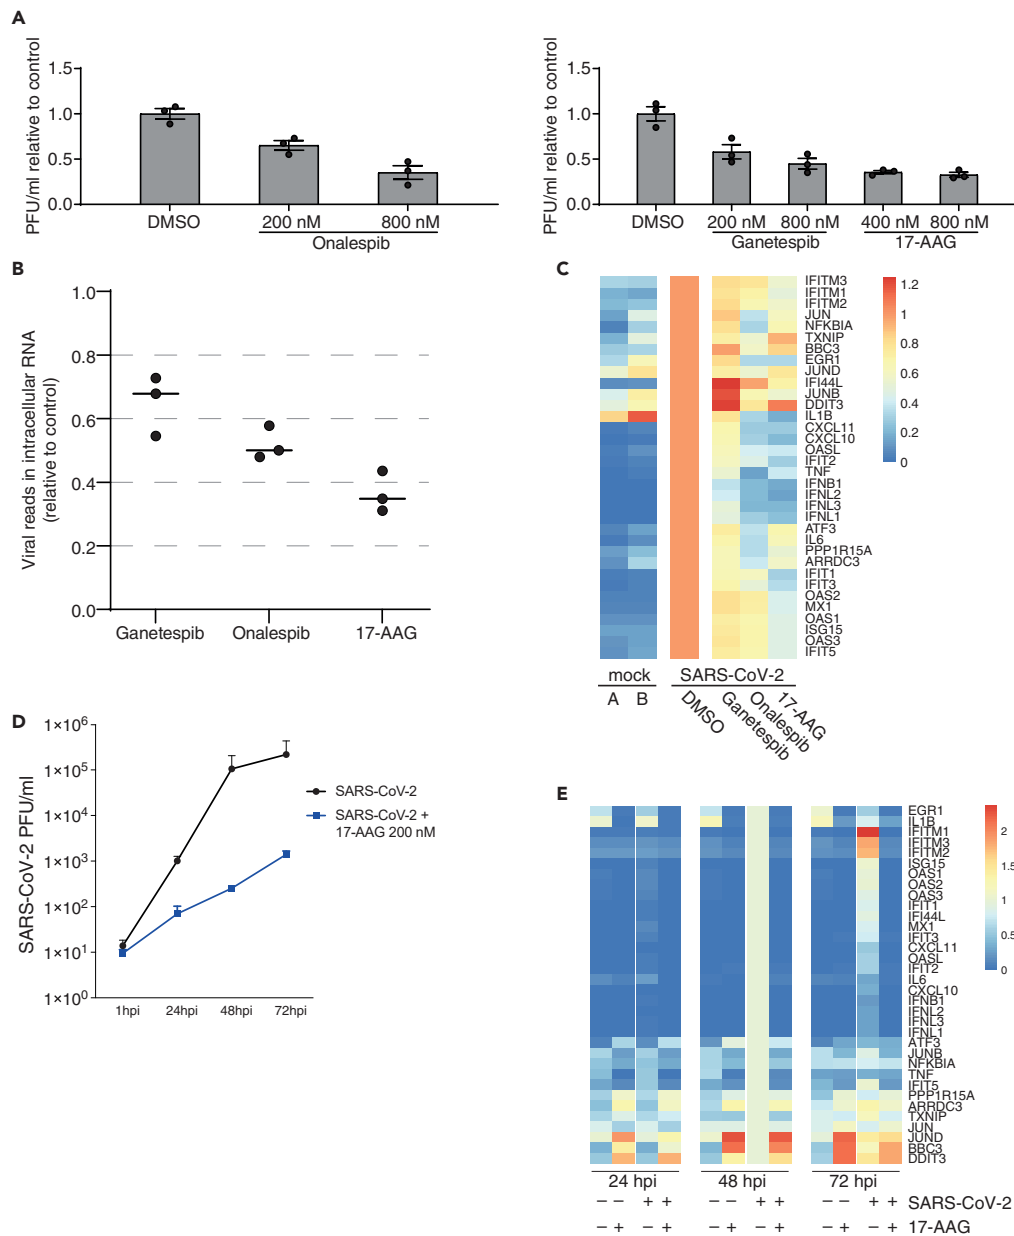 A
PFU/ml relative to control
1.5
1.0
0.5
0.0
DMSO
200 nM
800 nM
Onalespib
PFU/ml relative to control
1.5
1.0
0.5
0.0
DMSO
200 nM
800 nM
400 nM
800 nM
Ganetespib
17-AAG
B
Viral reads in intracellular RNA
(relative to control)
1.0
0.8
0.6
0.4
0.2
0.0
Ganetespib
Onalespib
17-AAG
C
IFITM3
IFITM1
IFITM2
JUN
NFKBIA
TXNIP
BBC3
EGR1
JUND
IFI44L
JUNB
DDIT3
IL1B
CXCL11
CXCL10
OASL
IFIT2
TNF
IFNB1
IFNL2
IFNL3
IFNL1
ATF3
IL6
PPP1R15A
ARRDC3
IFIT1
IFIT3
OAS2
MX1
OAS1
ISG15
OAS3
IFIT5
1.2
1
0.8
0.6
0.4
0.2
0
mock
SARS-CoV-2
A
B
DMSO
Ganetespib
Onalespib
17-AAG
D
SARS-CoV-2 PFU/ml
1×10⁶
1×10⁵
1×10⁴
1×10³
1×10²
1×10¹
1×10⁰
1hpi
24hpi
48hpi
72hpi
SARS-CoV-2
SARS-CoV-2 +
17-AAG 200 nM
E
EGR1
IL1B
IFITM1
IFITM3
IFITM2
ISG15
OAS1
OAS2
OAS3
IFIT1
IFI44L
MX1
IFIT3
CXCL11
OASL
IFIT2
IL6
CXCL10
IFNB1
IFNL2
IFNL3
IFNL1
ATF3
JUNB
NFKBIA
TNF
IFIT5
PPP1R15A
ARRDC3
TXNIP
JUN
JUND
BBC3
DDIT3
2
1.5
1
0.5
0
24 hpi
48 hpi
72 hpi
− − + + − − + + − − + + SARS-CoV-2
− + − + − + − + − + − + 17-AAG